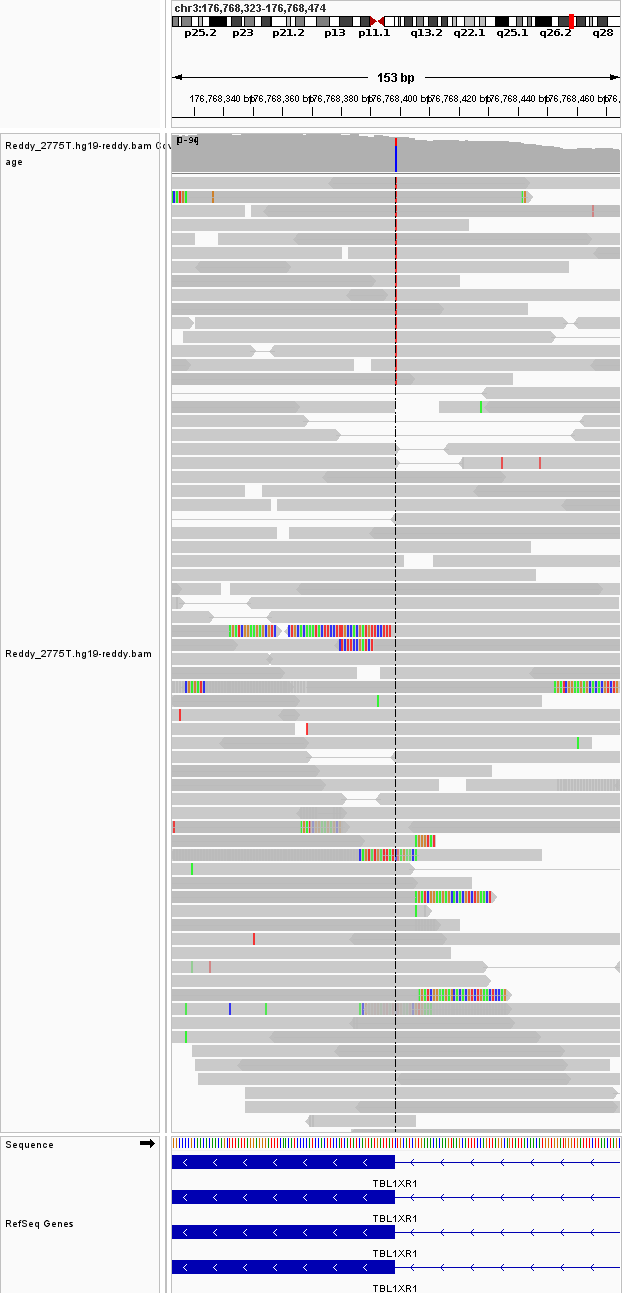 chr3:176,768,323-176,768,474
p25.2 p23 p21.2 p13 p11.1 q13.2 q22.1 q25.1 q26.2 q28
153 bp
176,768,340 bp 176,768,360 bp 176,768,380 bp 176,768,400 bp 176,768,420 bp 176,768,440 bp 176,768,460 bp
Reddy_2775T.hg19-reddy.bam Cov
age
[0-94]
Reddy_2775T.hg19-reddy.bam
Sequence
TBL1XR1
TBL1XR1
RefSeq Genes
TBL1XR1
TBL1XR1